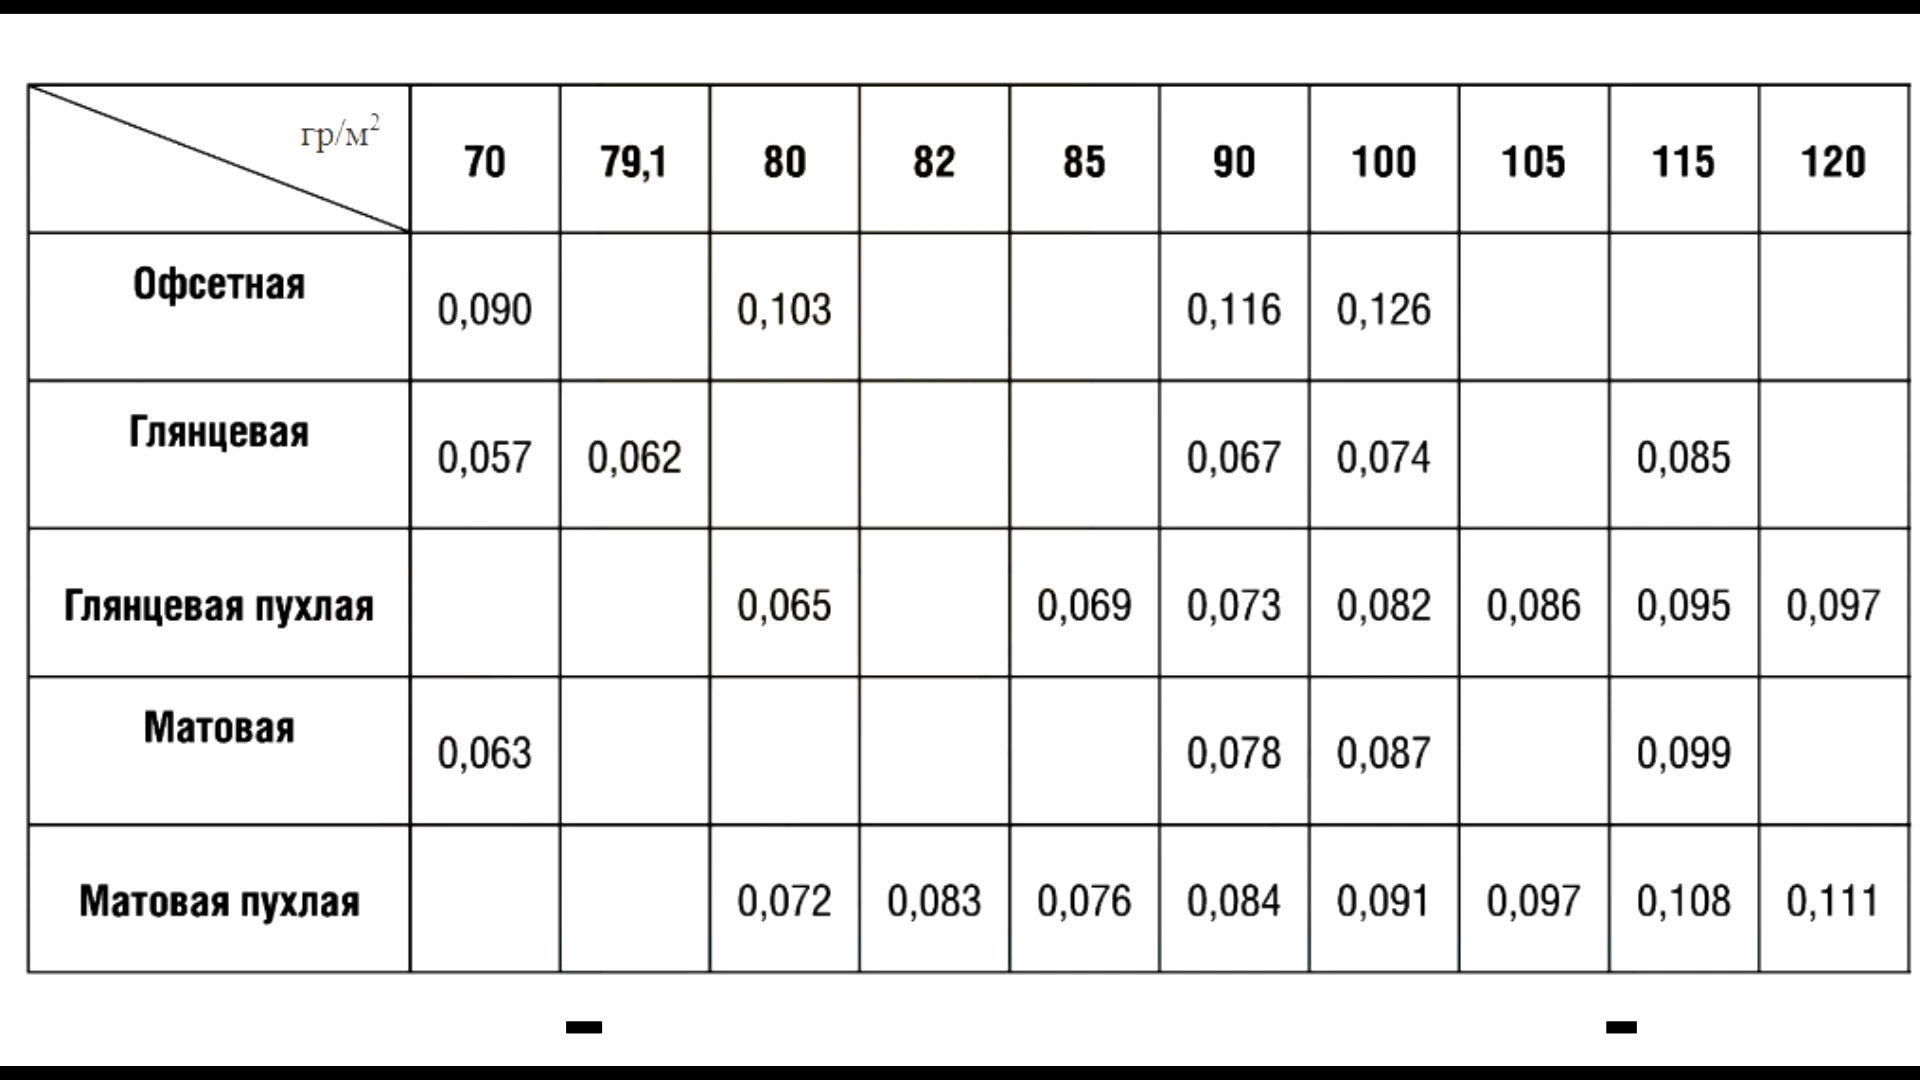 гр/м²
70 79,1 80 82 85 90 100 105 115 120
Офсетная
0,090 0,103 0,116 0,126
Глянцевая
0,057 0,062 0,067 0,074 0,085
Глянцевая пухлая 0,065 0,069 0,073 0,082 0,086 0,095 0,097
Матовая
0,063 0,078 0,087 0,099
Матовая пухлая 0,072 0,083 0,076 0,084 0,091 0,097 0,108 0,111